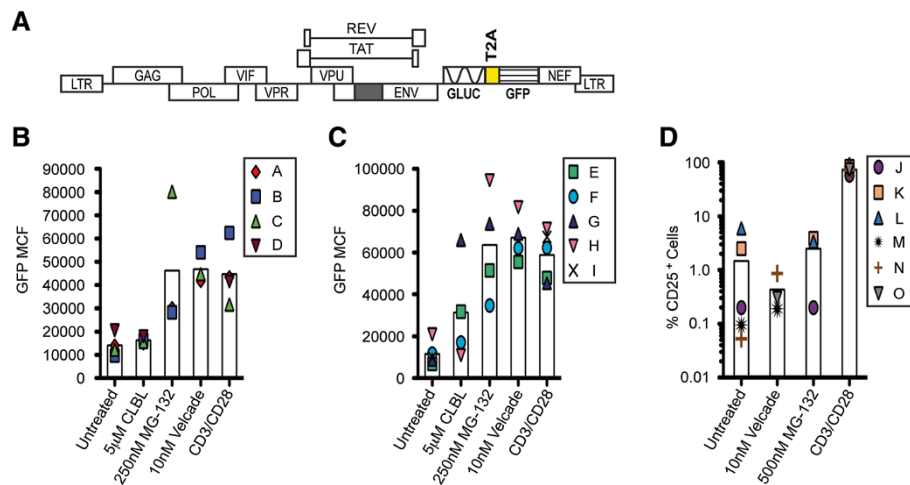 A
REV
TAT
T2A
GAG
VIF
VPU
NEF
LTR
POL
VPR
ENV
GLUC
GFP
LTR
B
GFP MCF
90000
80000
70000
60000
50000
40000
30000
20000
10000
0
Untreated
5µM CLBL
250nM MG-132
10nM Velcade
CD3/CD28
A
B
C
D
C
GFP MCF
100000
80000
60000
40000
20000
0
Untreated
5µM CLBL
250nM MG-132
10nM Velcade
CD3/CD28
E
F
G
H
I
D
% CD25+ Cells
100
10
1.0
0.1
0.01
Untreated
10nM Velcade
500nM MG-132
CD3/CD28
J
K
L
M
N
O